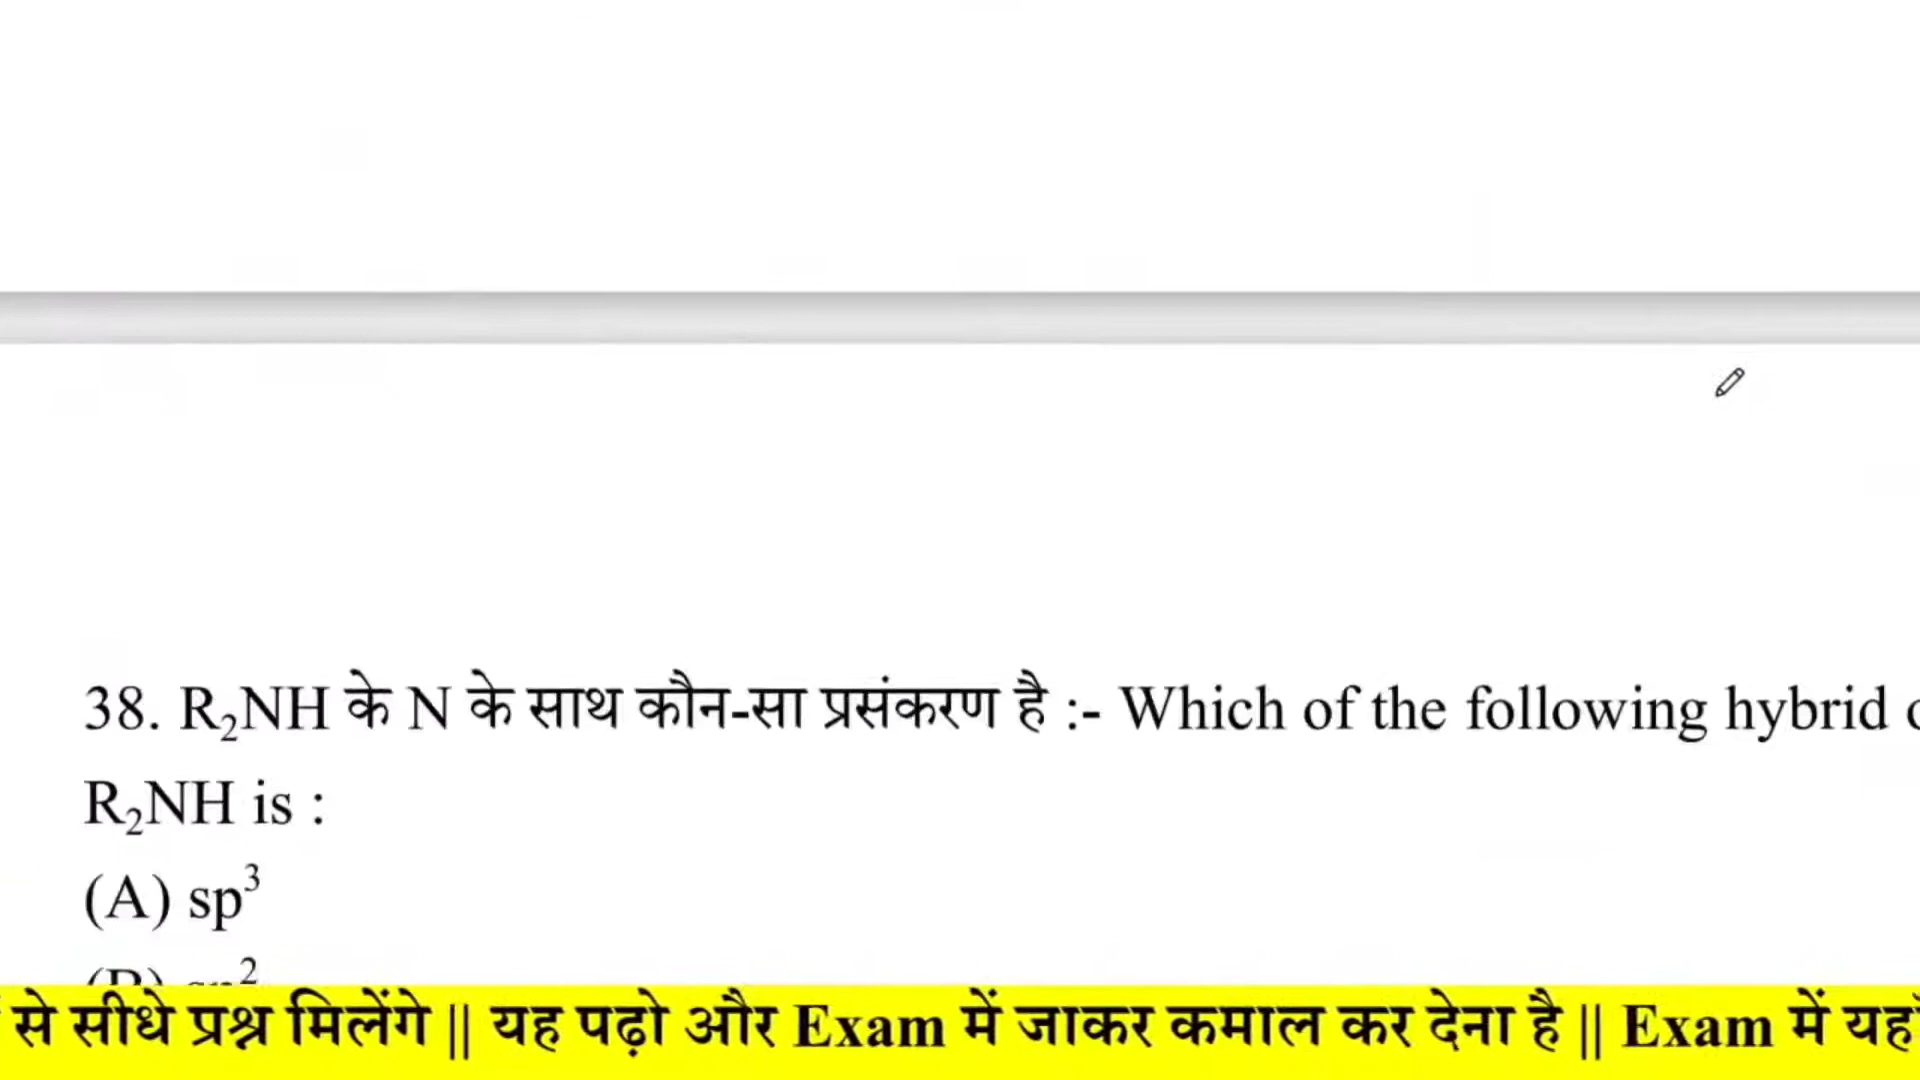 38. R₂NH के N के साथ कौन-सा प्रसंकरण है :- Which of the following hybrid
R₂NH is :
(A) sp³
से सीधे प्रश्न मिलेंगे || यह पढ़ो और Exam में जाकर कमाल कर देना है || Exam में